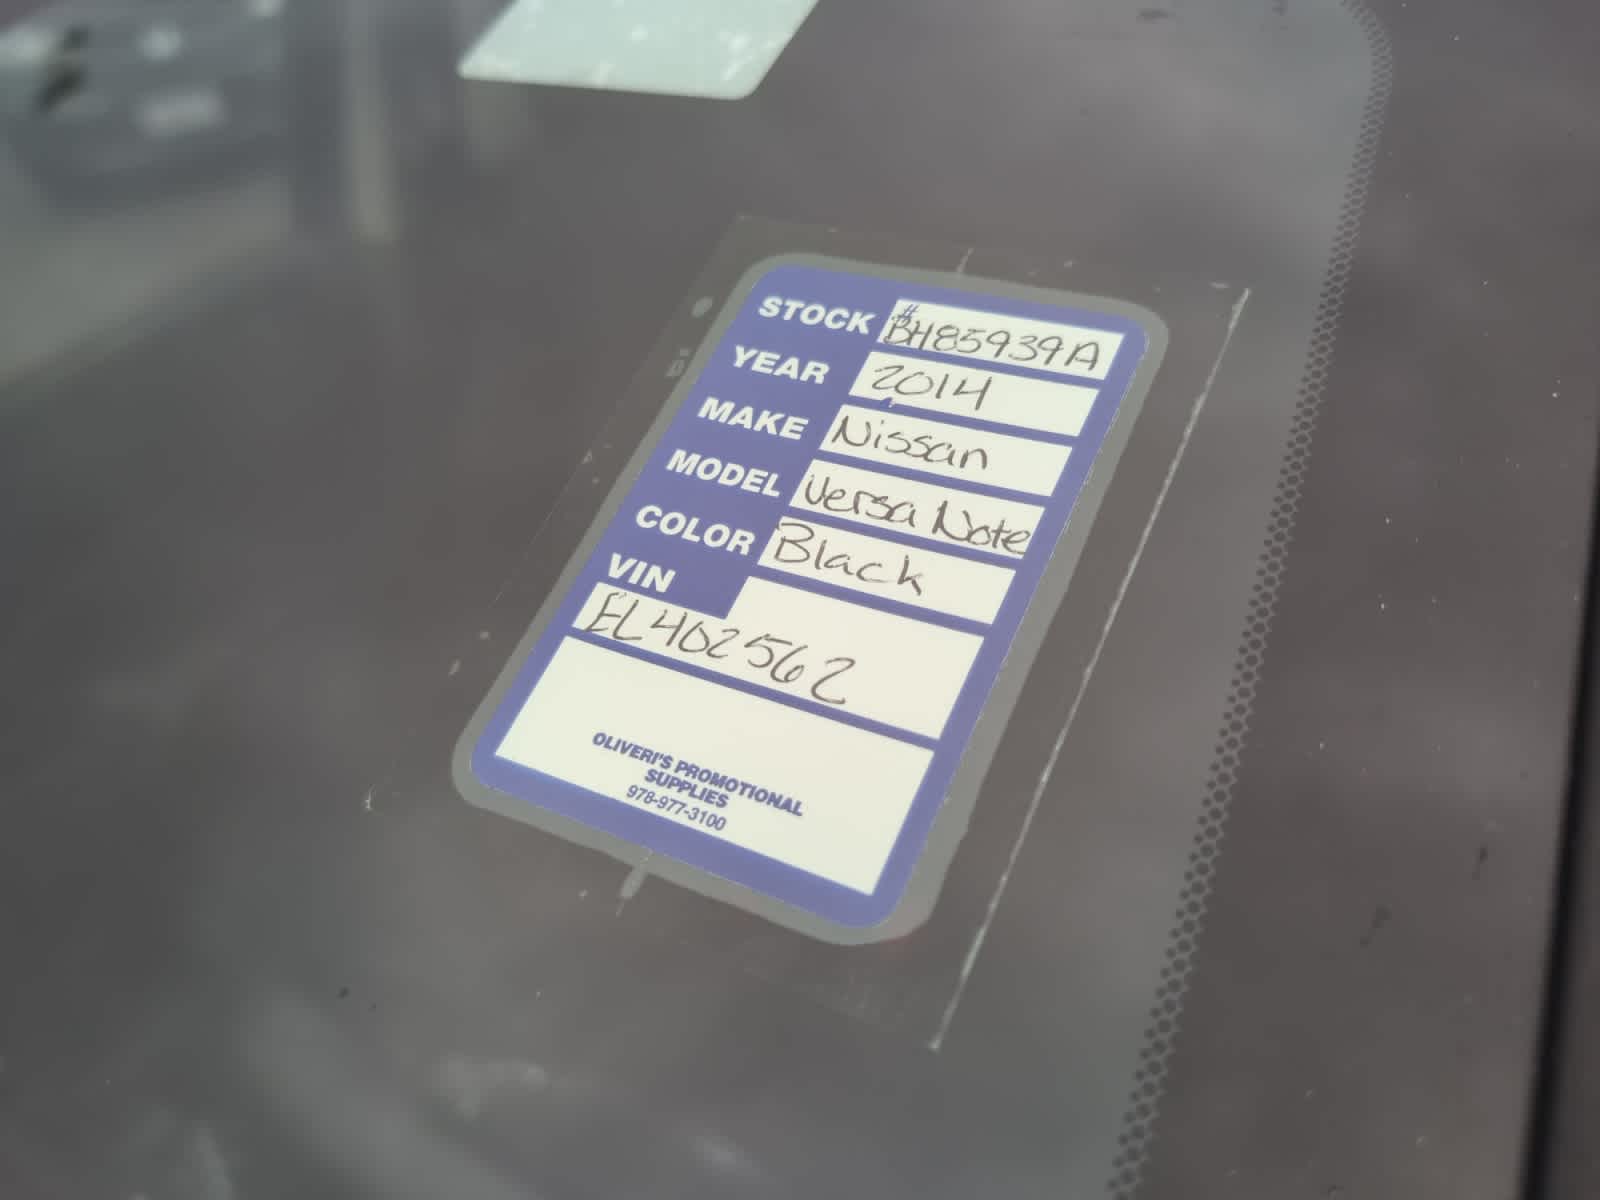 STOCK #BH85939A
YEAR 2014
MAKE Nissan
MODEL Versa Note
COLOR Black
VIN
EL402562
OLIVERI'S PROMOTIONAL
SUPPLIES
978-977-3100